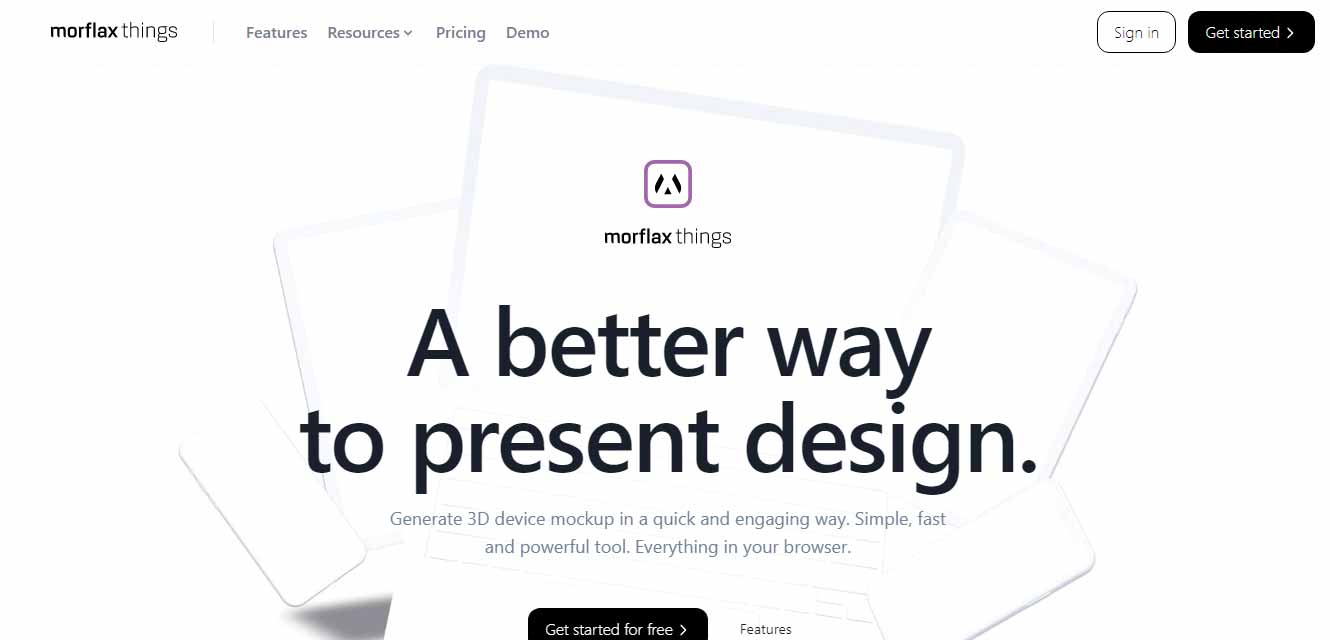 morflax things
Features
Resources
Pricing
Demo
Sign in
Get started
morflax things
A better way
to present design.
Generate 3D device mockup in a quick and engaging way. Simple, fast
and powerful tool. Everything in your browser.
Get started for free
Features